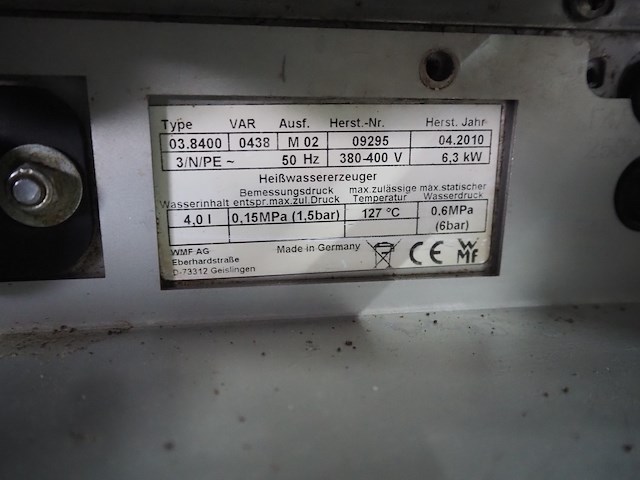 Type VAR Ausf. Herst.-Nr. Herst. Jahr
03.8400 0438 M 02 09295 04.2010
3/N/PE ~ 50 Hz 380-400 V 6,3 kW
Heißwassererzeuger
Bemessungsdruck max.zulässige max.statischer
Wasserinhalt entspr.max.zul.Druck Temperatur Wasserdruck
4,0 l 0,15MPa (1,5bar) 127 °C 0.6MPa
(6bar)
WMF AG Made in Germany CE WMF
Eberhardstraße
D-73312 Geislingen